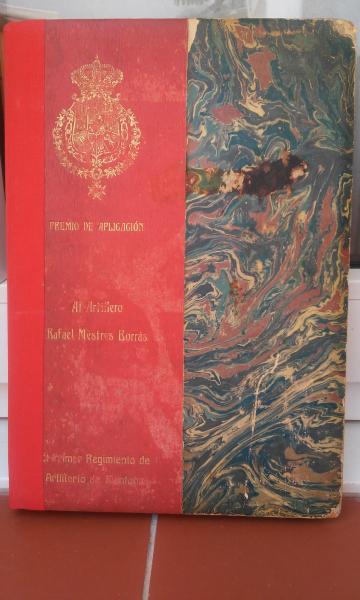 PREMIO DE APLICACIÓN
Al Artillero
Rafael Mestres Borrás
Primer Regimiento de
Artillería de Montaña